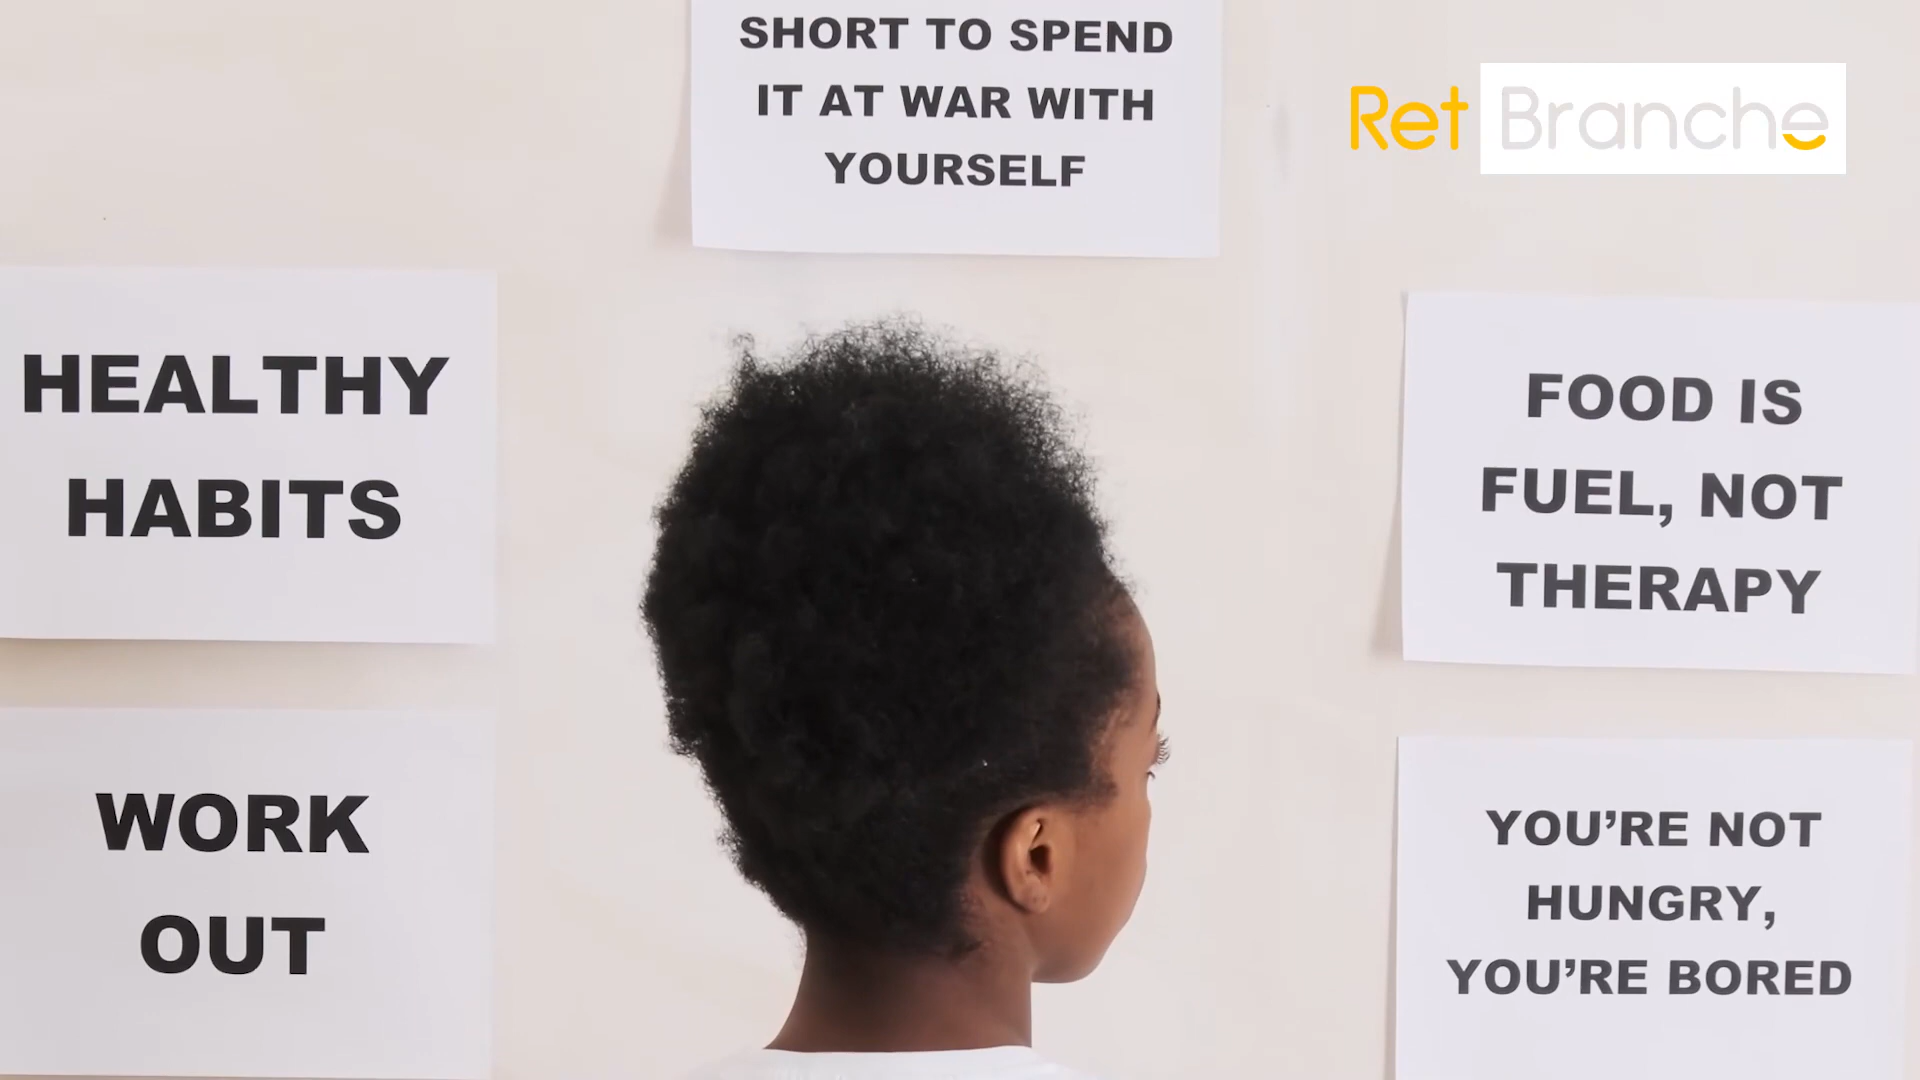 SHORT TO SPEND
IT AT WAR WITH
YOURSELF
Ret Branche
HEALTHY
HABITS
FOOD IS
FUEL, NOT
THERAPY
WORK
OUT
YOU'RE NOT
HUNGRY,
YOU'RE BORED